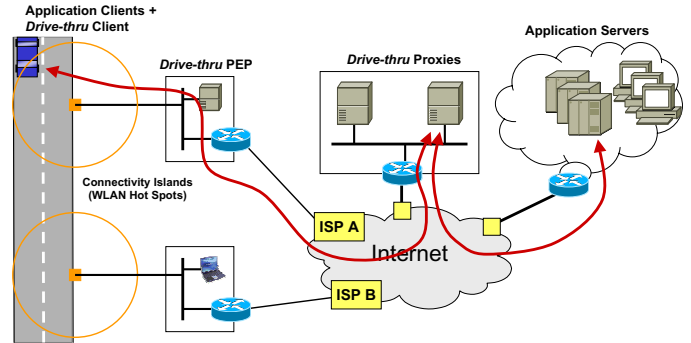 Application Clients +
Drive-thru Client
Drive-thru PEP
Drive-thru Proxies
Application Servers
Connectivity Islands
(WLAN Hot Spots)
ISP A
Internet
ISP B